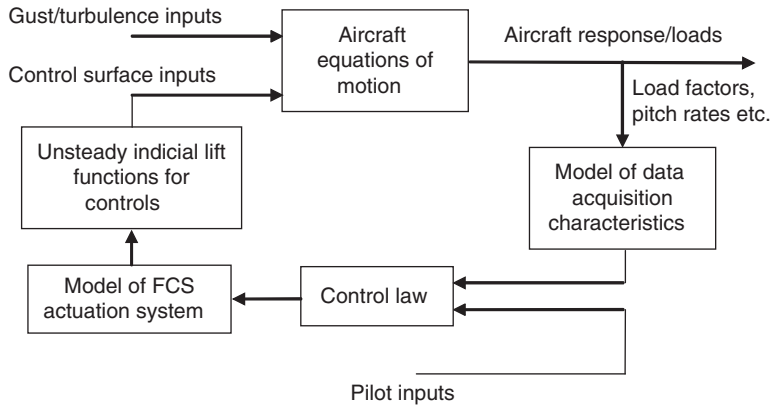 Gust/turbulence inputs
Control surface inputs
Aircraft
equations of
motion
Aircraft response/loads
Load factors,
pitch rates etc.
Unsteady indicial lift
functions for
controls
Model of data
acquisition
characteristics
Model of FCS
actuation system
Control law
Pilot inputs